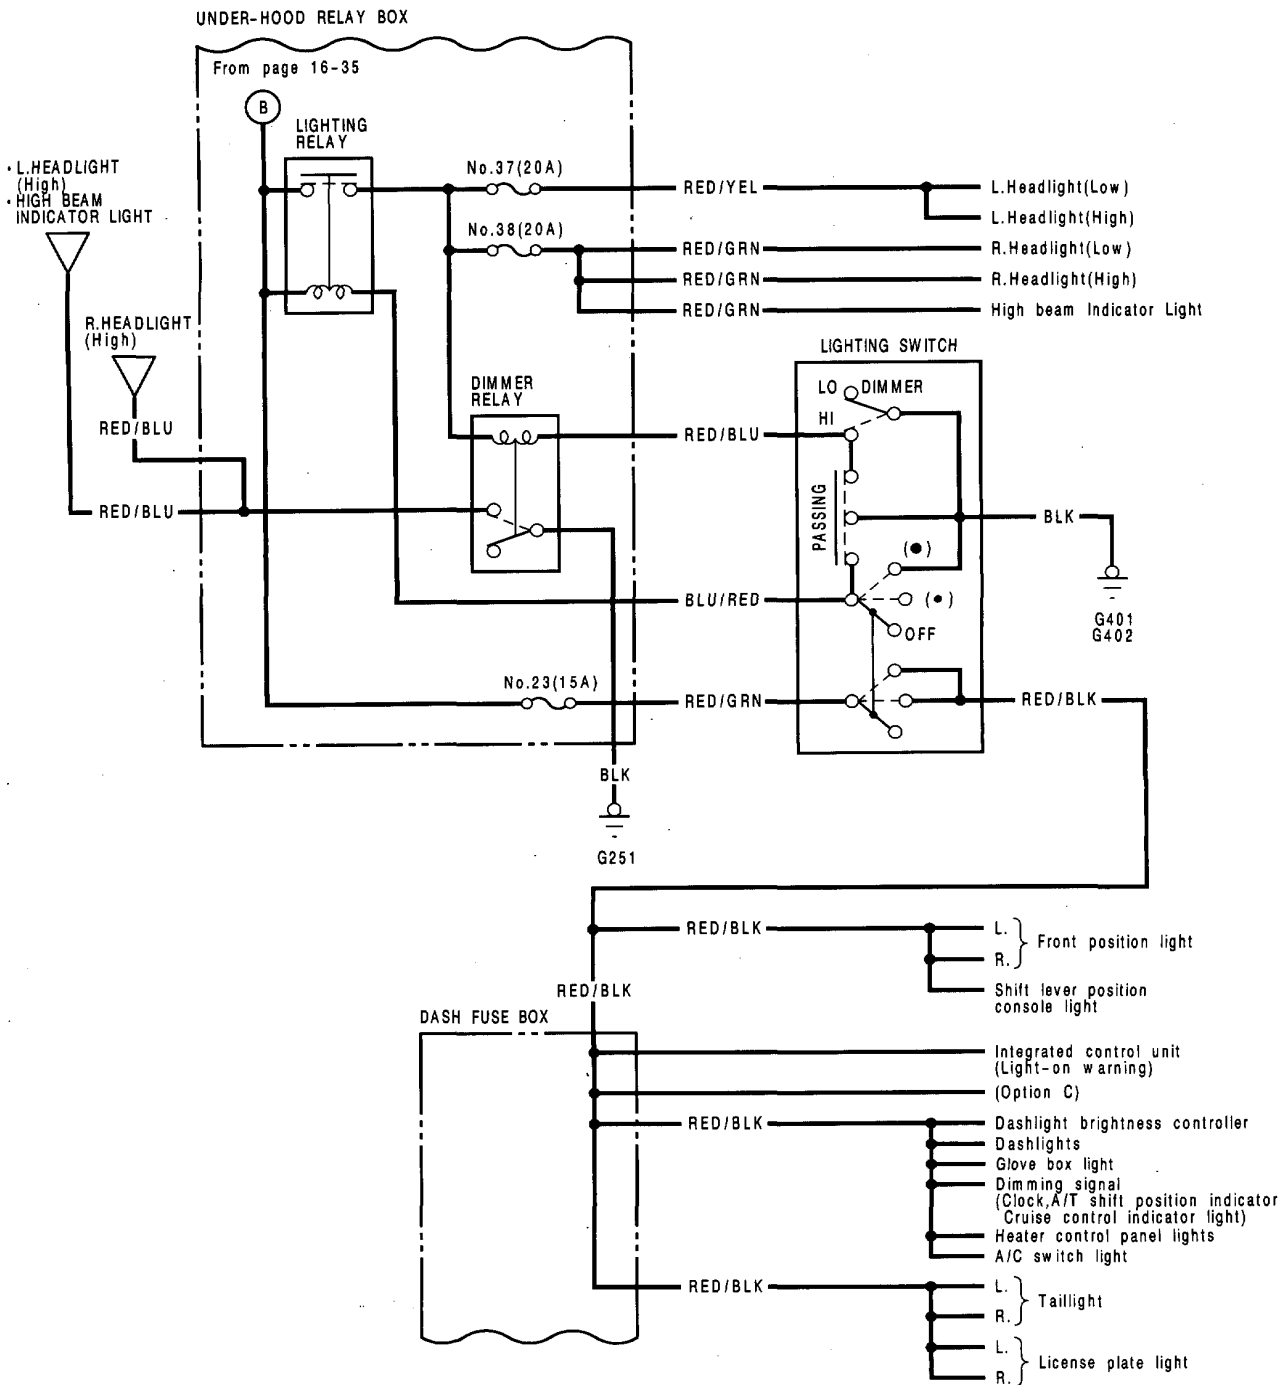 UNDER-HOOD RELAY BOX
From page 16-35
B
LIGHTING
RELAY
· L.HEADLIGHT
(High)
· HIGH BEAM
INDICATOR LIGHT
No.37(20A)
RED/YEL
L.Headlight(Low)
L.Headlight(High)
No.38(20A)
RED/GRN
R.Headlight(Low)
RED/GRN
R.Headlight(High)
RED/GRN
High beam Indicator Light
R.HEADLIGHT
(High)
LIGHTING SWITCH
DIMMER
RELAY
LO
DIMMER
HI
RED/BLU
RED/BLU
PASSING
RED/BLU
BLK
(●)
BLU/RED
(•)
OFF
G401
G402
No.23(15A)
RED/GRN
RED/BLK
BLK
G251
RED/BLK
L.
R.
Front position light
RED/BLK
Shift lever position
console light
DASH FUSE BOX
Integrated control unit
(Light-on warning)
(Option C)
RED/BLK
Dashlight brightness controller
Dashlights
Glove box light
Dimming signal
(Clock,A/T shift position indicator
Cruise control indicator light)
Heater control panel lights
A/C switch light
RED/BLK
L.
R.
Taillight
L.
R.
License plate light